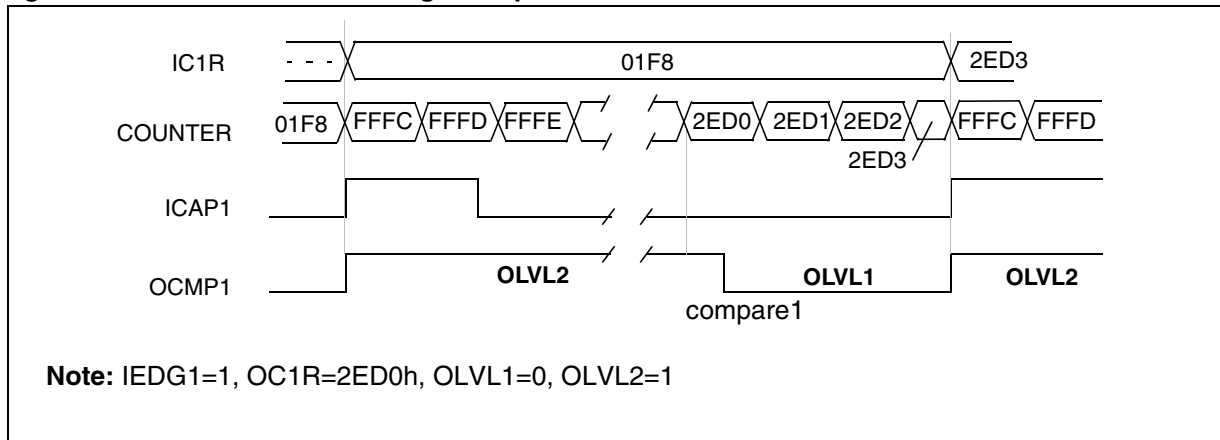 IC1R - - - 01F8 2ED3
COUNTER 01F8 FFFC FFFD FFFE 2ED0 2ED1 2ED2 FFFC FFFD
2ED3
ICAP1
OCMP1 OLVL2 OLVL1 OLVL2
compare1
Note: IEDG1=1, OC1R=2ED0h, OLVL1=0, OLVL2=1